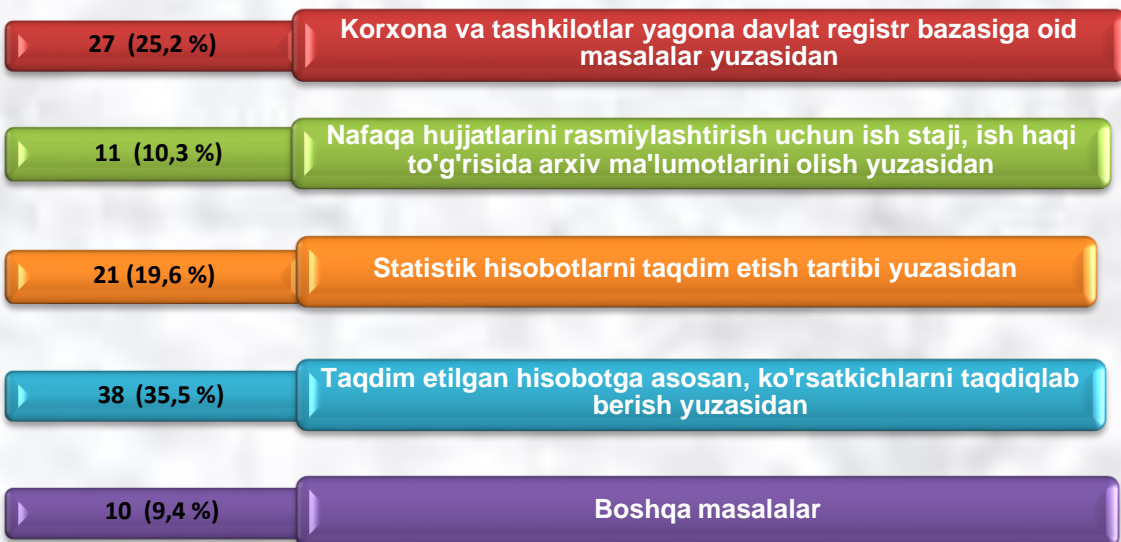 27 (25,2 %)
Korxona va tashkilotlar yagona davlat registr bazasiga oid
masalalar yuzasidan
11 (10,3 %)
Nafaqa hujjatlarini rasmiylashtirish uchun ish staji, ish haqi
to'g'risida arxiv ma'lumotlarini olish yuzasidan
21 (19,6 %)
Statistik hisobotlarni taqdim etish tartibi yuzasidan
38 (35,5 %)
Taqdim etilgan hisobotga asosan, ko'rsatkichlarni taqdiqlab
berish yuzasidan
10 (9,4 %)
Boshqa masalalar